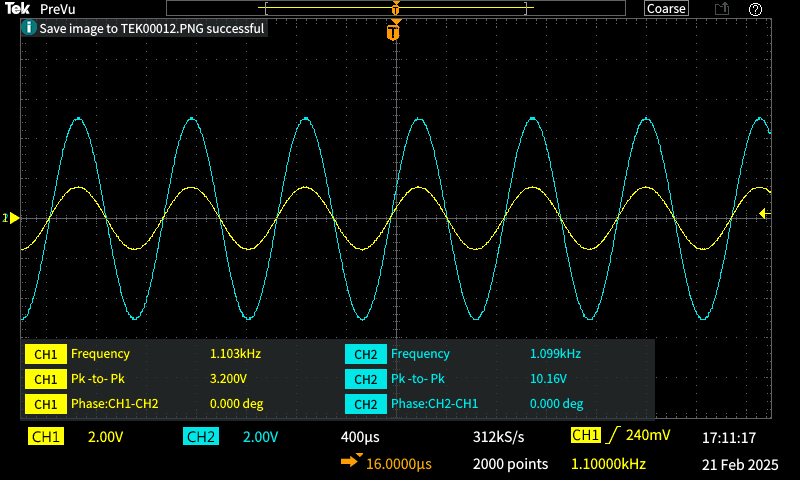 Tek PreVu T Coarse ?
i Save image to TEK00012.PNG successful
T
2
CH1 Frequency 1.103kHz CH2 Frequency 1.099kHz
CH1 Pk-to-Pk 3.200V CH2 Pk-to-Pk 10.16V
CH1 Phase:CH1-CH2 0.000 deg CH2 Phase:CH2-CH1 0.000 deg
CH1 2.00V CH2 2.00V 400µs 312kS/s CH1 240mV 17:11:17
16.0000µs 2000 points 1.10000kHz 21 Feb 2025